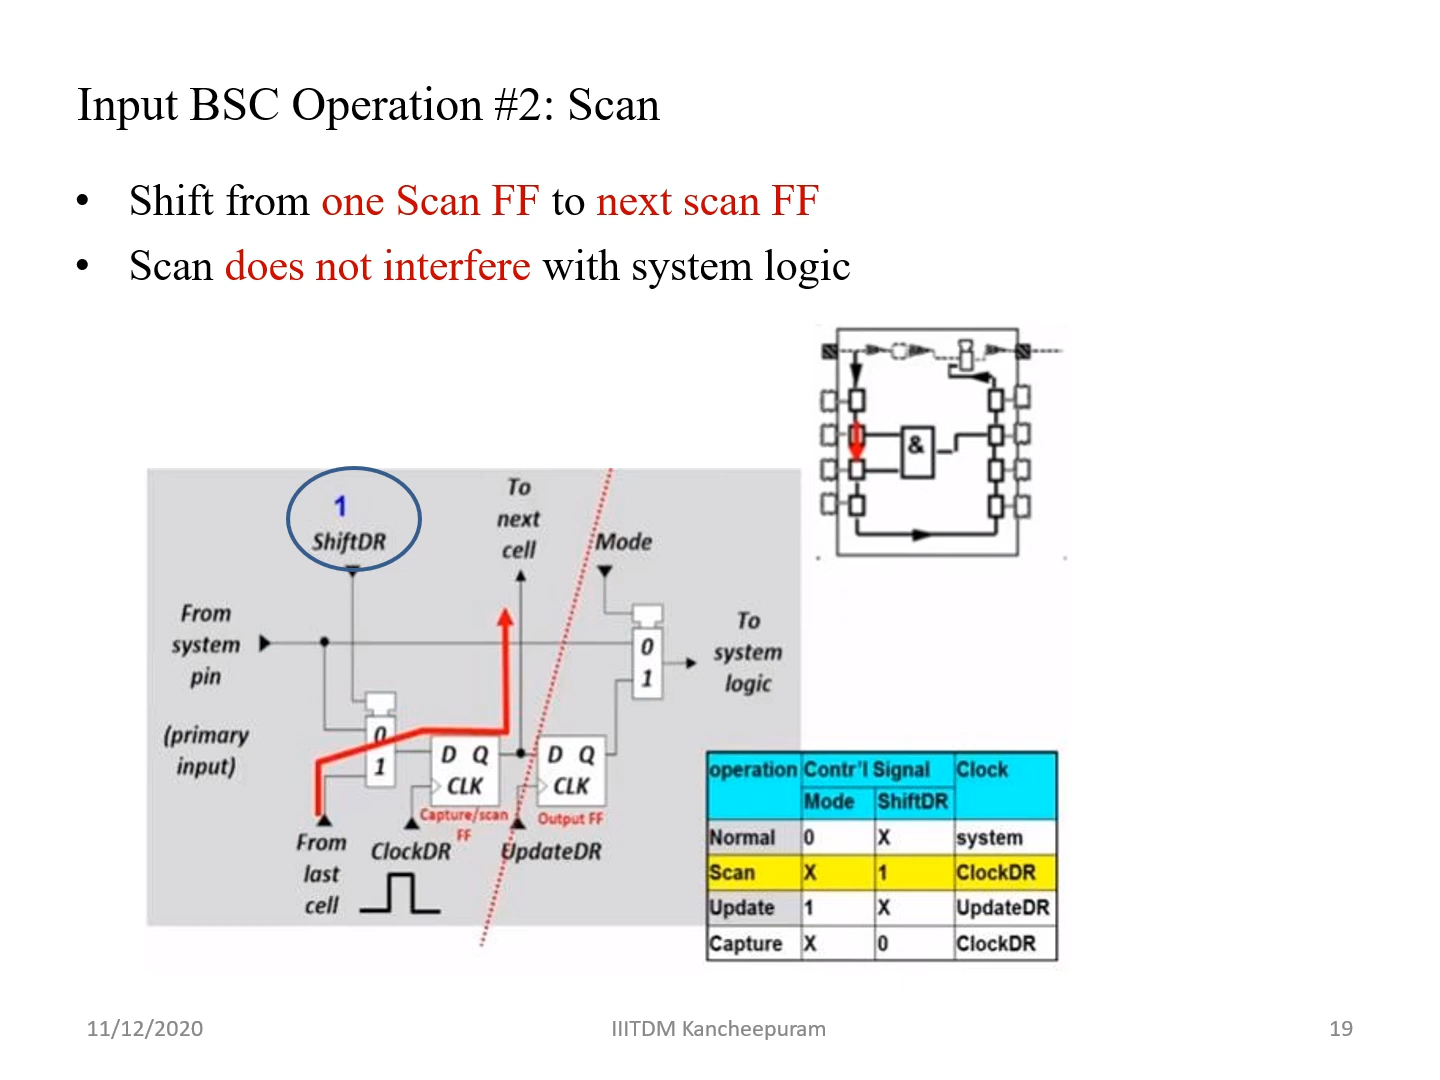 Input BSC Operation #2: Scan
• Shift from one Scan FF to next scan FF
• Scan does not interfere with system logic
&
1
ShiftDR
To
next
cell
Mode
From
system
pin
(primary
input)
0
1
To
system
logic
0
1
D Q
CLK
Capture/scan
FF
D Q
CLK
Output FF
From
last
cell
ClockDR
UpdateDR
operation Contr'l Signal Clock
Mode ShiftDR
Normal 0 X system
Scan X 1 ClockDR
Update 1 X UpdateDR
Capture X 0 ClockDR
11/12/2020 IIITDM Kancheepuram 19